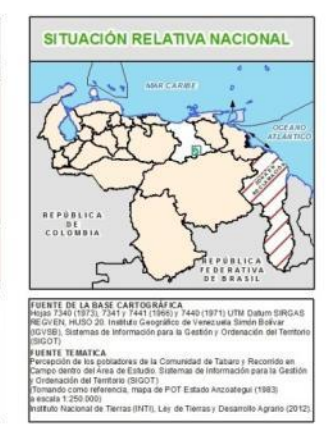 SITUACIÓN RELATIVA NACIONAL
MAR CARIBE
OCEANO
ATLÁNTICO
REPÚBLICA
DE
COLOMBIA
REPÚBLICA
FEDERATIVA
DE BRASIL
FUENTE DE LA BASE CARTOGRÁFICA
Hojas 7340 (1973), 7341 y 7441 (1966) y 7440 (1971) UTM Datum SIRGAS
REGVEN, HUSO 20. Instituto Geográfico de Venezuela Simón Bolívar
(IGVSB), Sistemas de Información para la Gestión y Ordenación del Territorio
(SIGOT)
FUENTE TEMATICA
Percepción de los pobladores de la Comunidad de Tabaro y Recorrido en
Campo dentro del Área de Estudio. Sistemas de Información para la Gestión
y Ordenación del Territorio (SIGOT)
(Tomando como referencia, mapa de POT Estado Anzoategui (1983)
a escala 1:250.000)
Instituto Nacional de Tierras (INTI), Ley de Tierras y Desarrollo Agrario (2012).